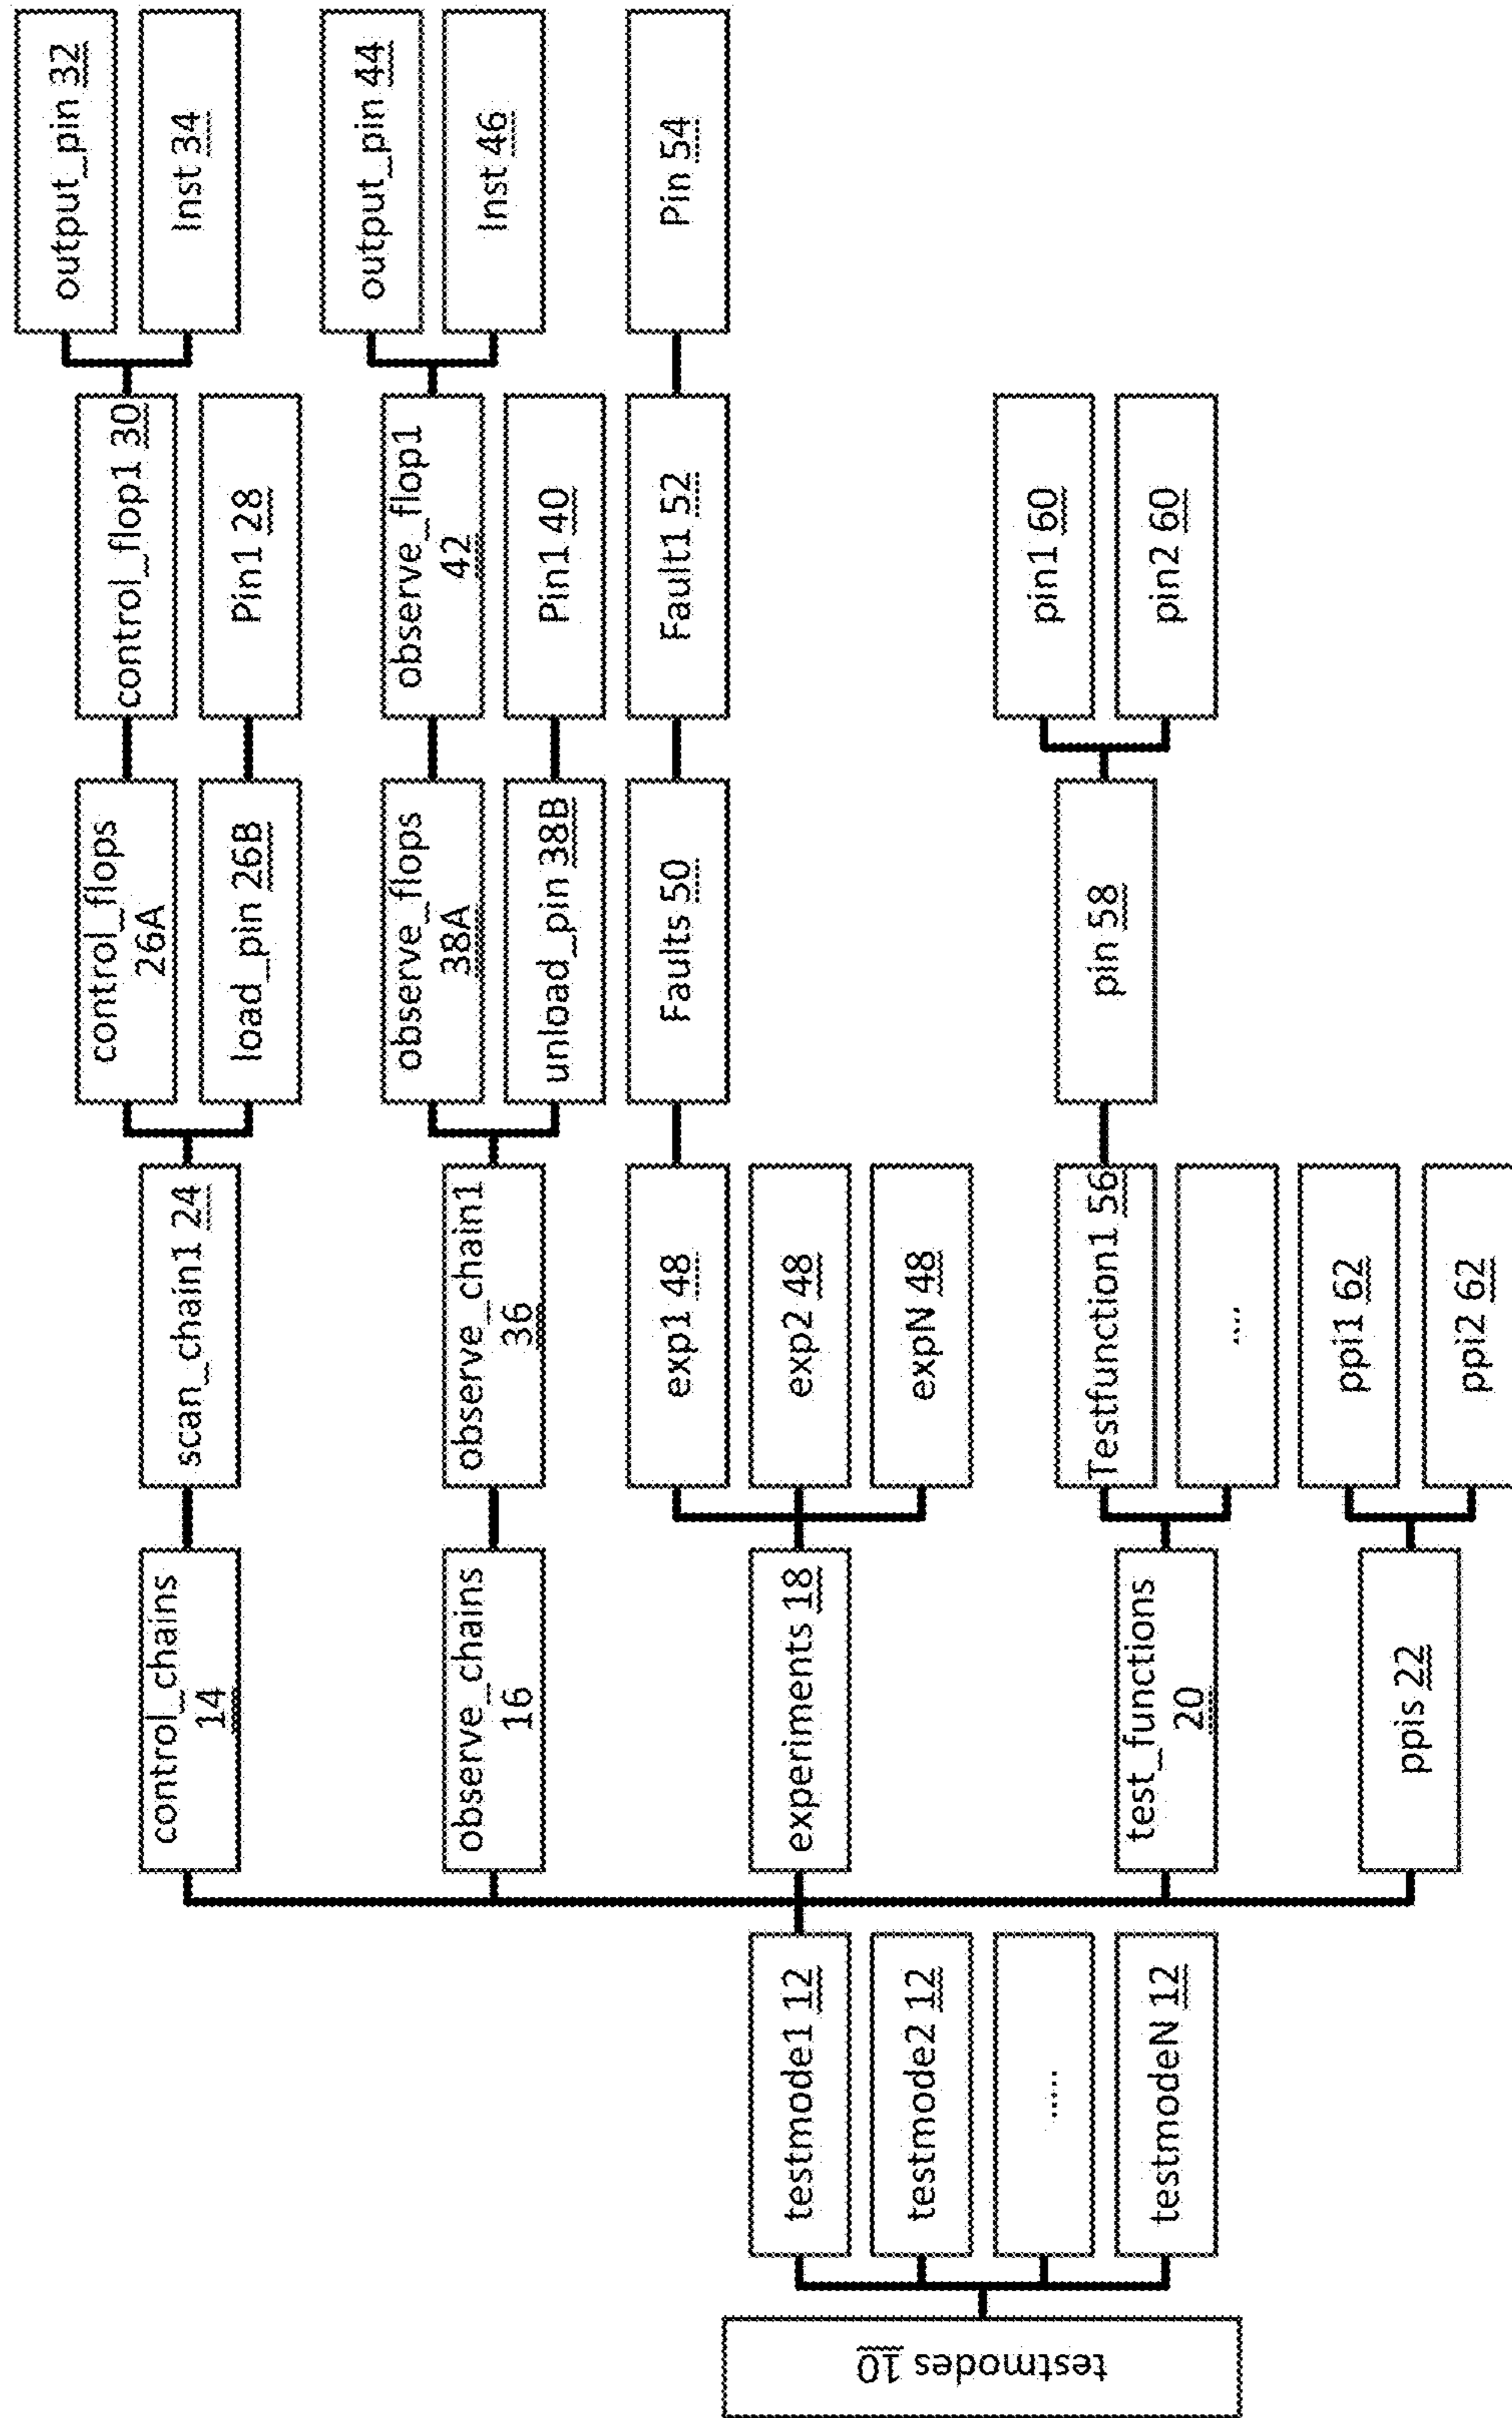 testmodes 10
testmode1 12
testmode2 12
.....
testmodeN 12
control_chains
14
observe_chains
16
experiments 18
test_functions
20
ppis 22
scan_chain1 24
observe_chain1
36
exp1 48
exp2 48
expN 48
Testfunction1 56
....
ppi1 62
ppi2 62
control_flops
26A
load_pin 26B
observe_flops
38A
unload_pin 38B
Faults 50
pin 58
control_flop1 30
Pin1 28
observe_flop1
42
Pin1 40
Fault1 52
pin1 60
pin2 60
output_pin 32
Inst 34
output_pin 44
Inst 46
Pin 54